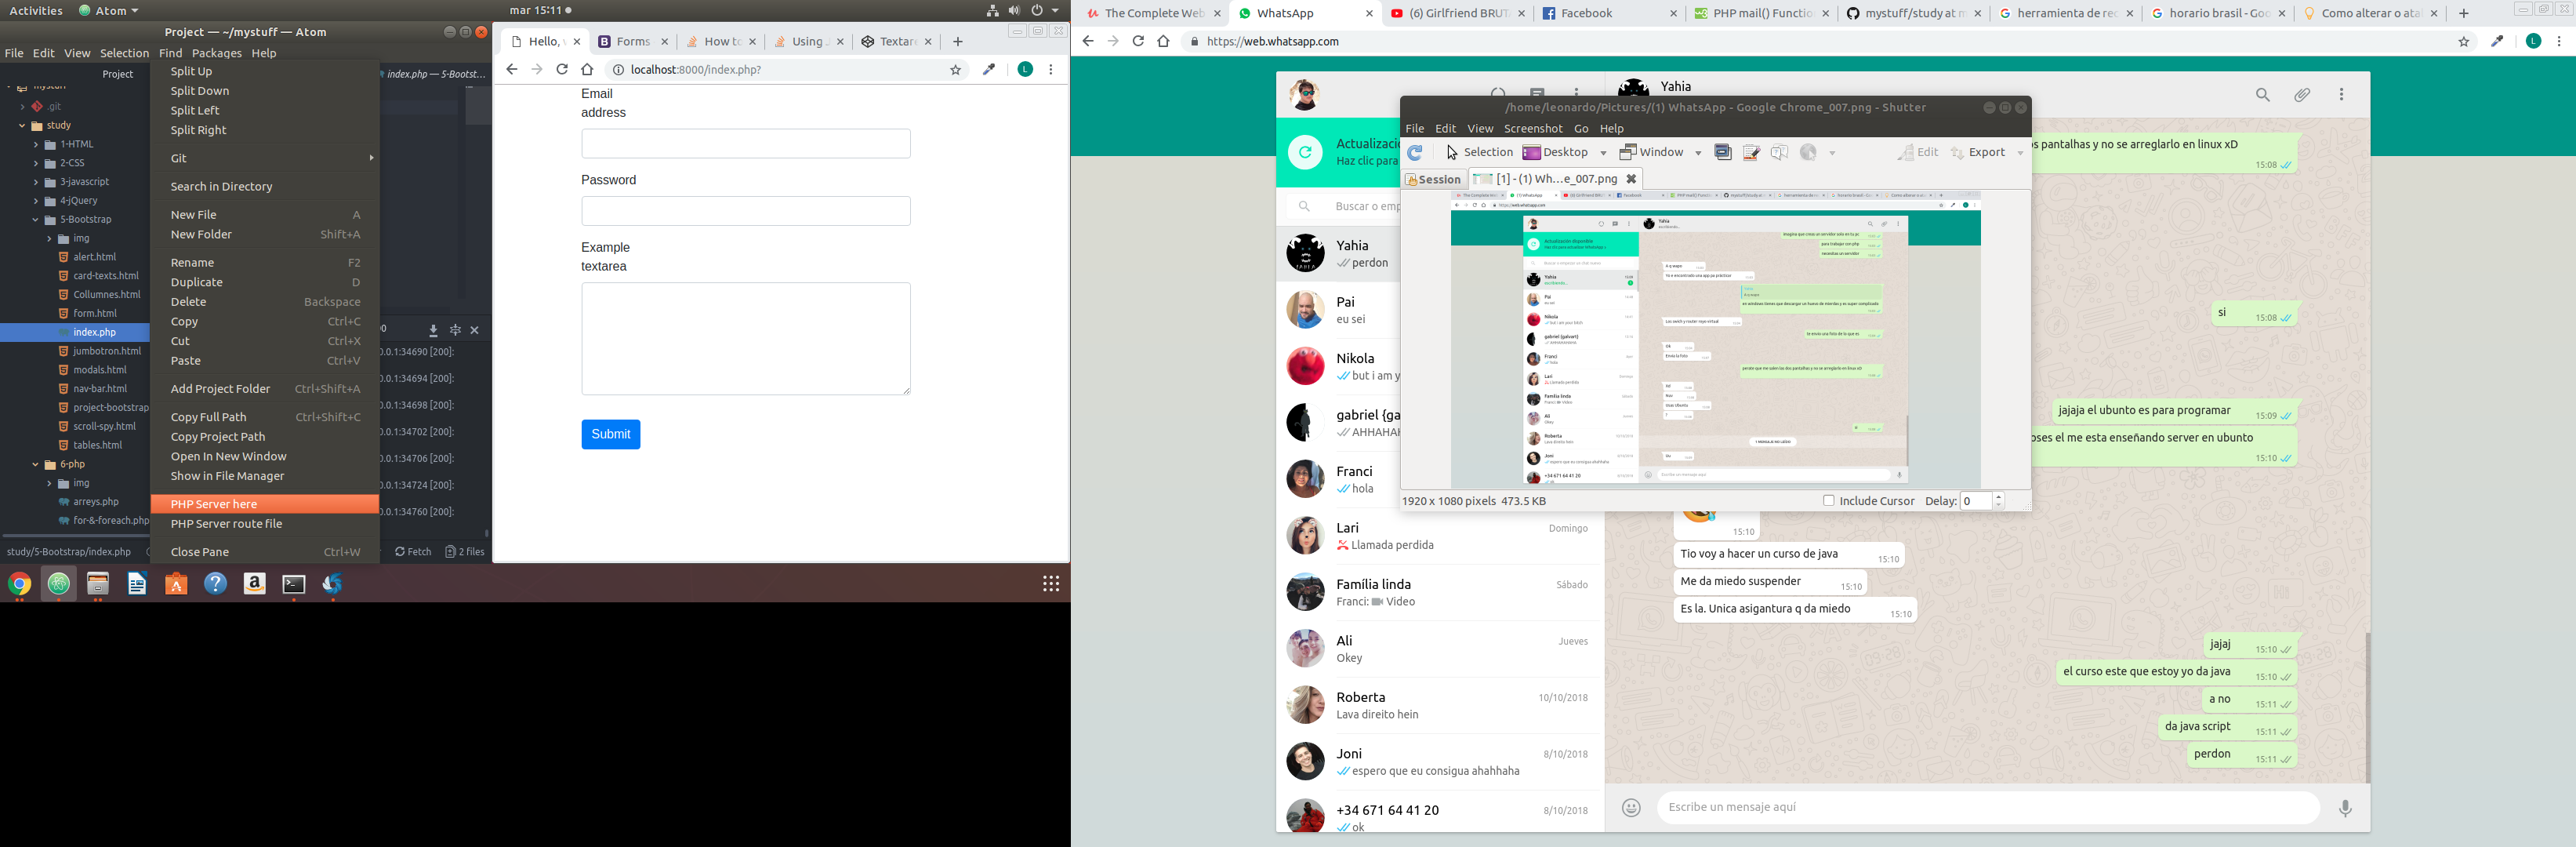 Activities
Atom
mar 15:11
Project — ~/mystuff — Atom
File Edit View Selection Find Packages Help
Project
mystuff
.git
study
1-HTML
2-CSS
3-javascript
4-jQuery
5-Bootstrap
img
alert.html
card-texts.html
Collumnes.html
form.html
index.php
jumbotron.html
modals.html
nav-bar.html
project-bootstrap
scroll-spy.html
tables.html
6-php
img
arreys.php
for-&-foreach.php
study/5-Bootstrap/index.php
Split Up
Split Down
Split Left
Split Right
Git
Search in Directory
New File A
New Folder Shift+A
Rename F2
Duplicate D
Delete Backspace
Copy Ctrl+C
Cut Ctrl+X
Paste Ctrl+V
Add Project Folder Ctrl+Shift+A
Copy Full Path Ctrl+Shift+C
Copy Project Path
Open In New Window
Show in File Manager
PHP Server here
PHP Server route file
Close Pane Ctrl+W
index.php — 5-Bootst...
0.0.1:34690 [200]:
0.0.1:34694 [200]:
0.0.1:34698 [200]:
0.0.1:34702 [200]:
0.0.1:34706 [200]:
0.0.1:34724 [200]:
0.0.1:34760 [200]:
Fetch 2 files
Hello, Forms How to Using Textare
localhost:8000/index.php?
L
Email
address
Password
Example
textarea
Submit
The Complete Web WhatsApp (6) Girlfriend BRUT Facebook PHP mail() Functio mystuff/study at m herramienta de rec horario brasil - Goo Como alterar o atal
https://web.whatsapp.com
L
Actualizació
Haz clic para
Buscar o emp
Yahia
perdon
Pai
eu sei
Nikola
but i am y
gabriel {ga
AHHAHAH
Franci
hola
Lari Domingo
Llamada perdida
Família linda Sábado
Franci: Video
Ali Jueves
Okey
Roberta 10/10/2018
Lava direito hein
Joni 8/10/2018
espero que eu consigua ahahhaha
+34 671 64 41 20 8/10/2018
ok
Yahia
/home/leonardo/Pictures/(1) WhatsApp - Google Chrome_007.png - Shutter
File Edit View Screenshot Go Help
Selection Desktop Window Edit Export
Session [1] - (1) Wh...e_007.png
1920 x 1080 pixels 473.5 KB
Include Cursor Delay: 0
s pantalhas y no se arreglarlo en linux xD
15:08
si
15:08
jajaja el ubunto es para programar
15:09
oses el me esta enseñando server en ubunto
15:10
15:10
Tio voy a hacer un curso de java 15:10
Me da miedo suspender 15:10
Es la. Unica asigantura q da miedo 15:10
jajaj 15:10
el curso este que estoy yo da java 15:10
a no 15:11
da java script 15:11
perdon 15:11
Escribe un mensaje aquí